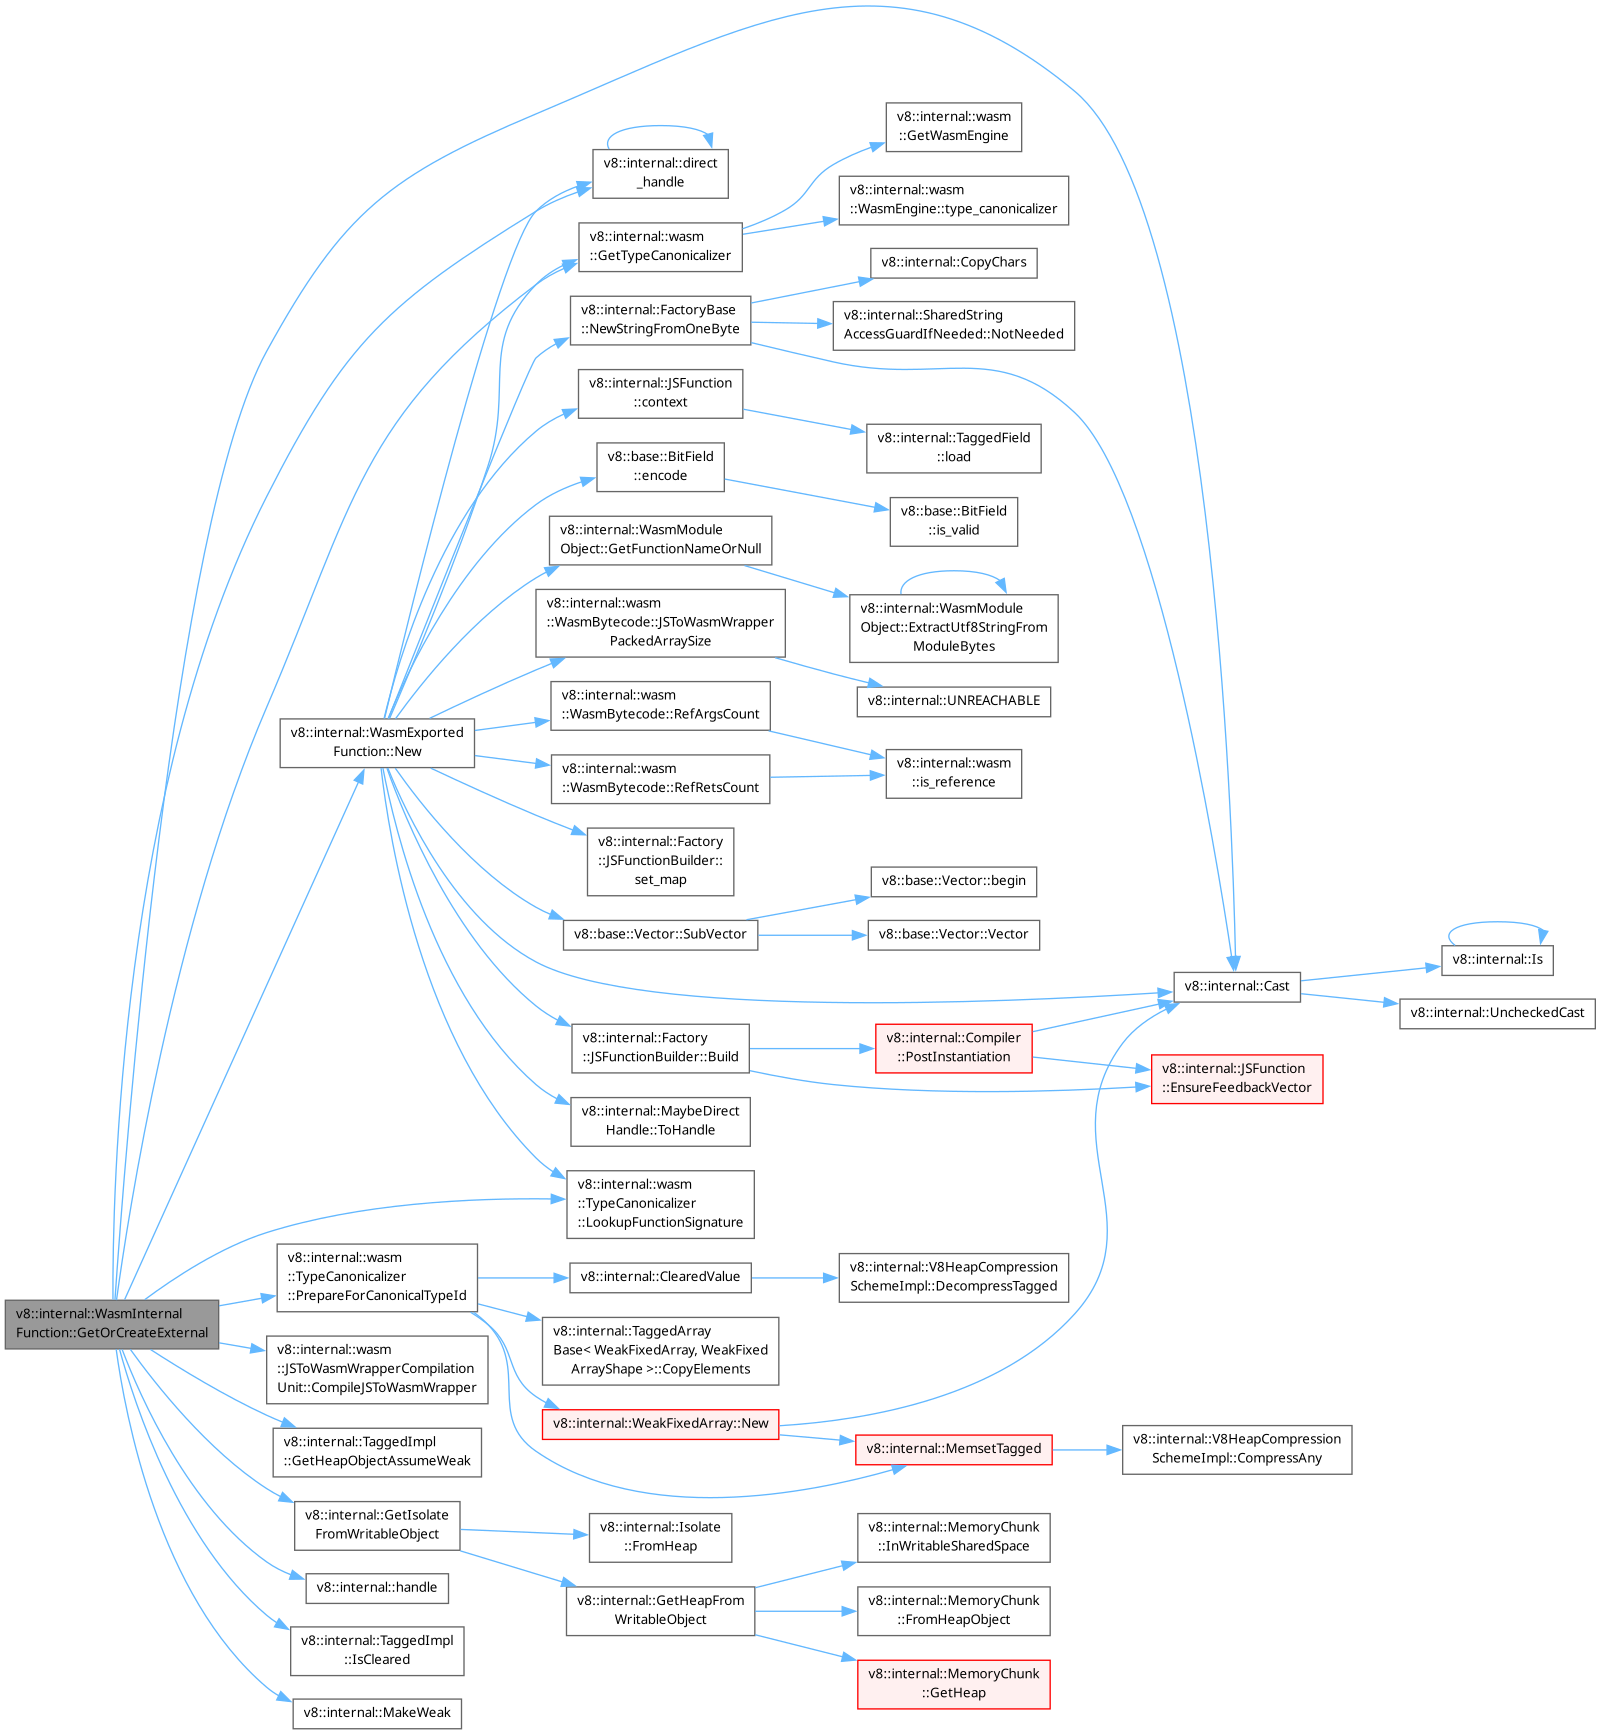 v8::internal::wasm
::GetWasmEngine
v8::internal::direct
_handle
v8::internal::wasm
::WasmEngine::type_canonicalizer
v8::internal::wasm
::GetTypeCanonicalizer
v8::internal::CopyChars
v8::internal::FactoryBase
::NewStringFromOneByte
v8::internal::SharedString
AccessGuardIfNeeded::NotNeeded
v8::internal::JSFunction
::context
v8::internal::TaggedField
::load
v8::base::BitField
::encode
v8::base::BitField
::is_valid
v8::internal::WasmModule
Object::GetFunctionNameOrNull
v8::internal::wasm
::WasmBytecode::JSToWasmWrapper
PackedArraySize
v8::internal::WasmModule
Object::ExtractUtf8StringFrom
ModuleBytes
v8::internal::UNREACHABLE
v8::internal::wasm
::WasmBytecode::RefArgsCount
v8::internal::WasmExported
Function::New
v8::internal::wasm
::WasmBytecode::RefRetsCount
v8::internal::wasm
::is_reference
v8::internal::Factory
::JSFunctionBuilder::
set_map
v8::base::Vector::begin
v8::base::Vector::SubVector
v8::base::Vector::Vector
v8::internal::Is
v8::internal::Cast
v8::internal::UncheckedCast
v8::internal::Factory
::JSFunctionBuilder::Build
v8::internal::Compiler
::PostInstantiation
v8::internal::JSFunction
::EnsureFeedbackVector
v8::internal::MaybeDirect
Handle::ToHandle
v8::internal::wasm
::TypeCanonicalizer
::LookupFunctionSignature
v8::internal::wasm
::TypeCanonicalizer
::PrepareForCanonicalTypeId
v8::internal::ClearedValue
v8::internal::V8HeapCompression
SchemeImpl::DecompressTagged
v8::internal::WasmInternal
Function::GetOrCreateExternal
v8::internal::wasm
::JSToWasmWrapperCompilation
Unit::CompileJSToWasmWrapper
v8::internal::TaggedArray
Base< WeakFixedArray, WeakFixed
ArrayShape >::CopyElements
v8::internal::WeakFixedArray::New
v8::internal::TaggedImpl
::GetHeapObjectAssumeWeak
v8::internal::MemsetTagged
v8::internal::V8HeapCompression
SchemeImpl::CompressAny
v8::internal::GetIsolate
FromWritableObject
v8::internal::Isolate
::FromHeap
v8::internal::MemoryChunk
::InWritableSharedSpace
v8::internal::handle
v8::internal::GetHeapFrom
WritableObject
v8::internal::MemoryChunk
::FromHeapObject
v8::internal::TaggedImpl
::IsCleared
v8::internal::MemoryChunk
::GetHeap
v8::internal::MakeWeak